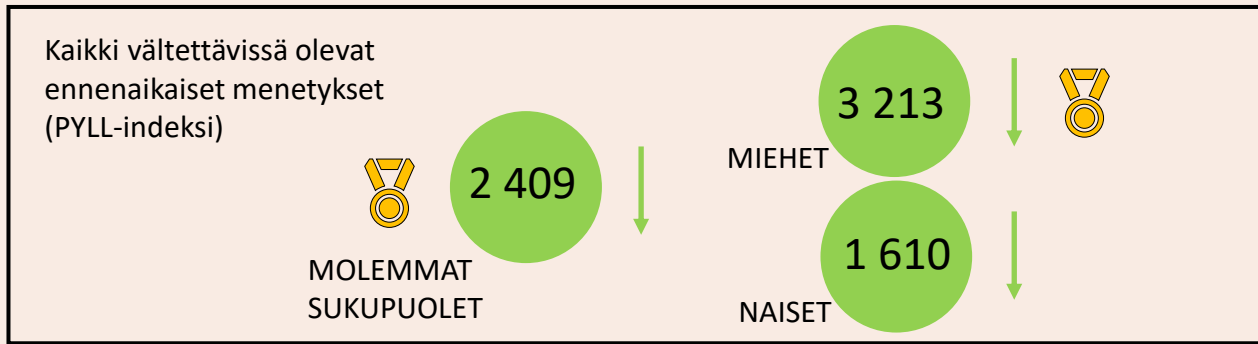 Kaikki vältettävissä olevat
ennenaikaiset menetykset
(PYLL-indeksi)
2 409
MOLEMMAT
SUKUPUOLET
3 213
MIEHET
1 610
NAISET